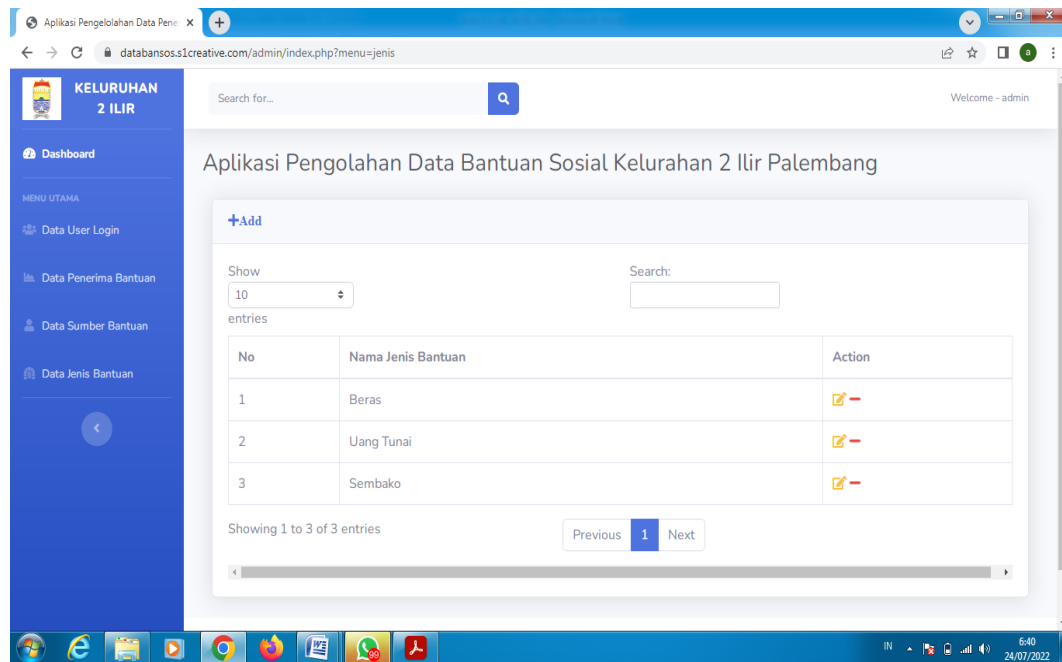 Aplikasi Pengelolahan Data Pene
databansos.s1creative.com/admin/index.php?menu=jenis
a
KELURUHAN
2 ILIR
Search for...
Welcome - admin
Dashboard
Aplikasi Pengolahan Data Bantuan Sosial Kelurahan 2 Ilir Palembang
MENU UTAMA
Data User Login
Data Penerima Bantuan
Data Sumber Bantuan
Data Jenis Bantuan
+Add
Show
10
entries
Search:
No Nama Jenis Bantuan Action
1 Beras
2 Uang Tunai
3 Sembako
Showing 1 to 3 of 3 entries
Previous 1 Next
99
IN
6:40
24/07/2022